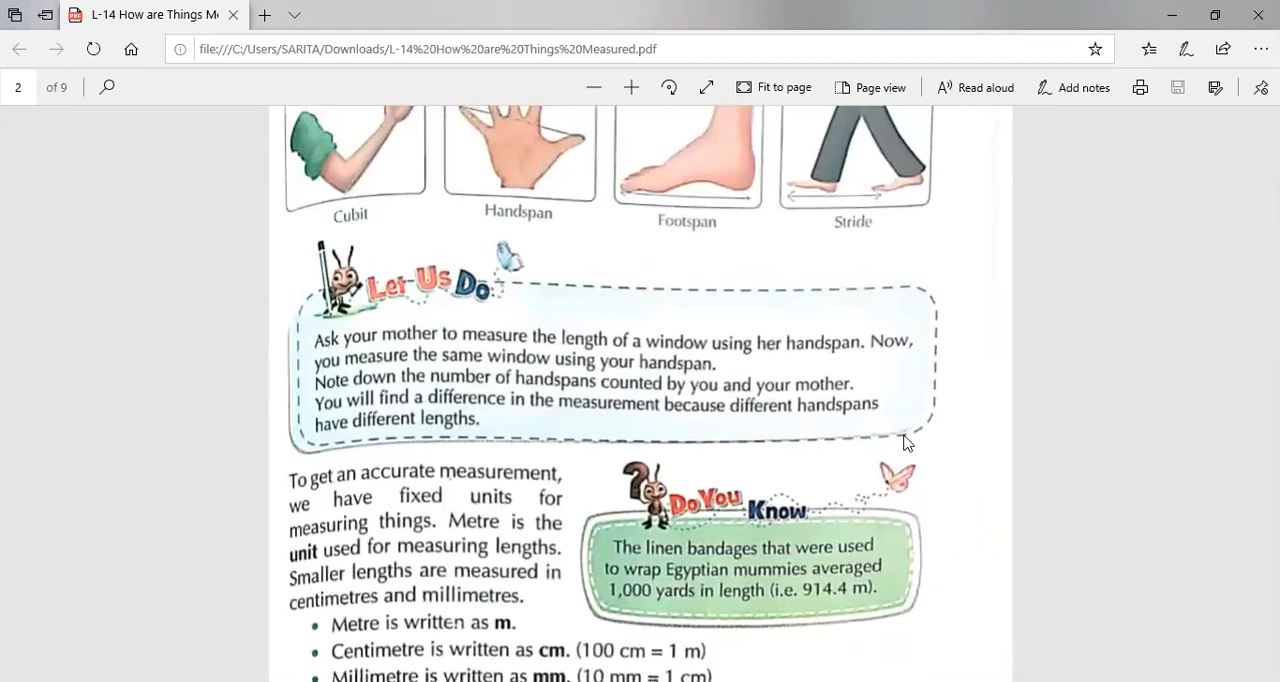 L-14 How are Things M
file:///C:/Users/SARITA/Downloads/L-14%20How%20are%20Things%20Measured.pdf
2 of 9
Fit to page
Page view
Read aloud
Add notes
Cubit
Handspan
Footspan
Stride
Let Us Do
Ask your mother to measure the length of a window using her handspan. Now,
you measure the same window using your handspan.
Note down the number of handspans counted by you and your mother.
You will find a difference in the measurement because different handspans
have different lengths.
To get an accurate measurement,
we have fixed units for
measuring things. Metre is the
unit used for measuring lengths.
Smaller lengths are measured in
centimetres and millimetres.
Do You Know
The linen bandages that were used
to wrap Egyptian mummies averaged
1,000 yards in length (i.e. 914.4 m).
• Metre is written as m.
• Centimetre is written as cm. (100 cm = 1 m)
• Millimetre is written as mm. (10 mm = 1 cm)